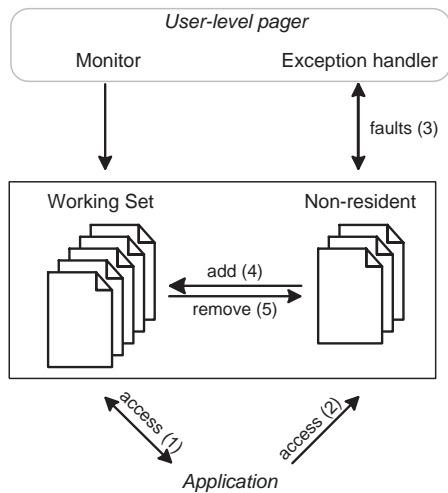 User-level pager
Monitor
Exception handler
faults (3)
Working Set
Non-resident
add (4)
remove (5)
access (1)
access (2)
Application